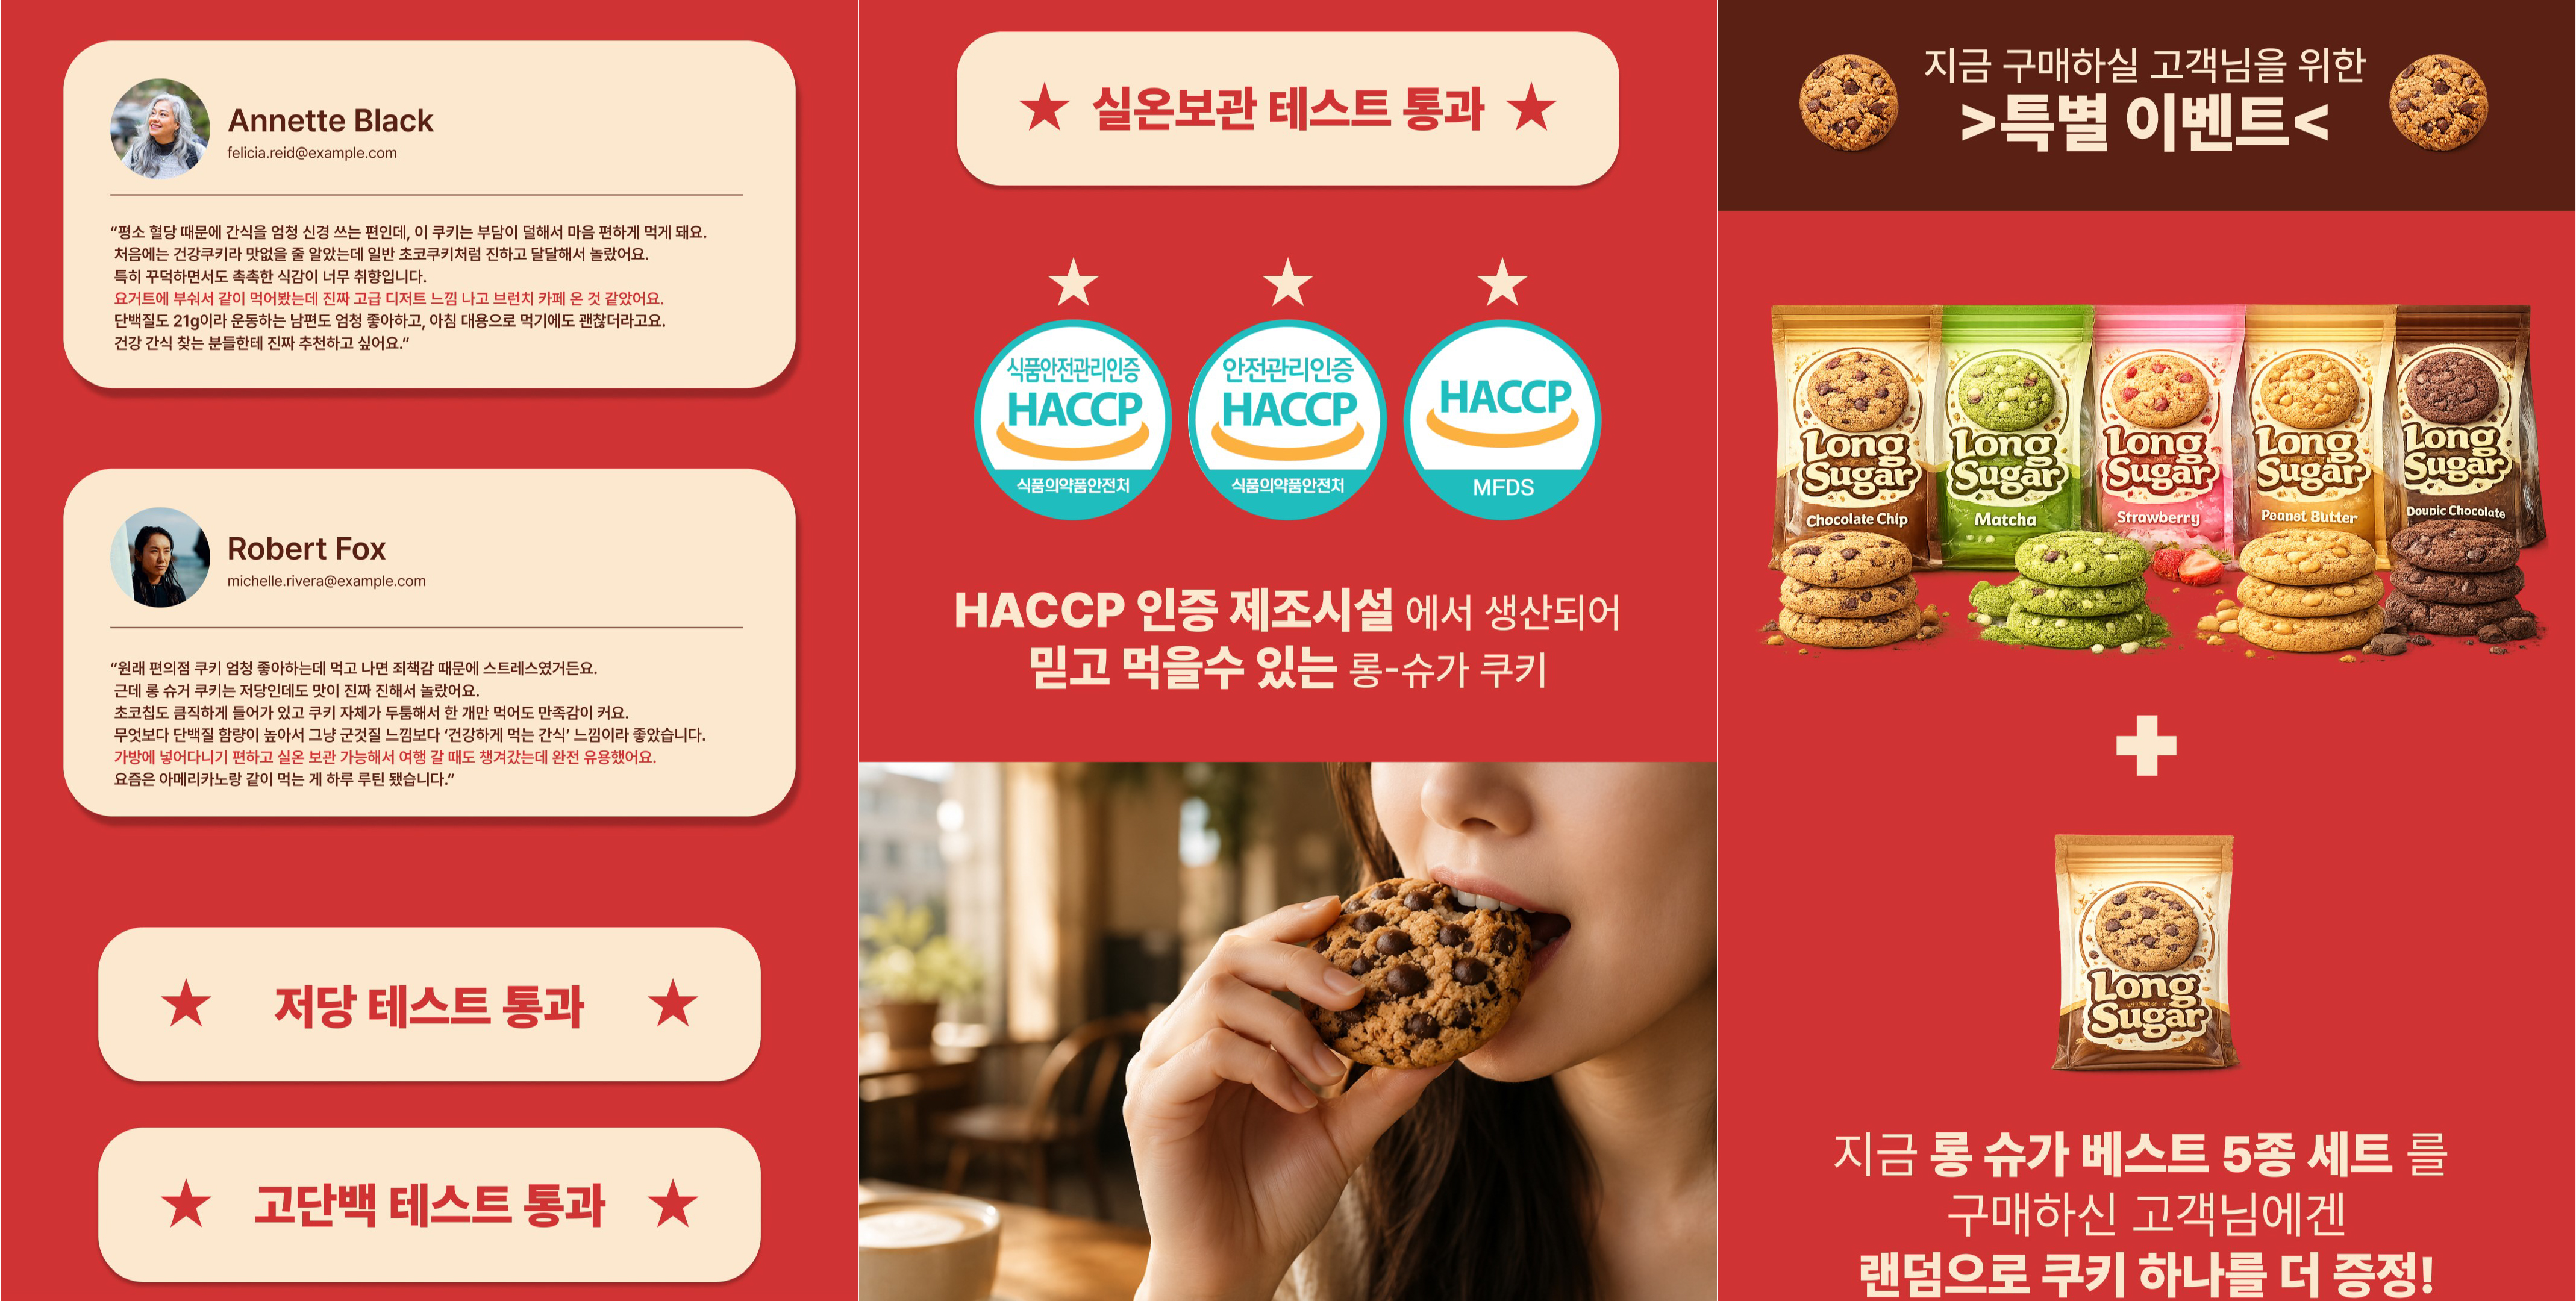 Annette Black
felicia.reid@example.com
“평소 혈당 때문에 간식을 엄청 신경 쓰는 편인데, 이 쿠키는 부담이 덜해서 마음 편하게 먹게 돼요.
처음에는 건강쿠키라 맛없을 줄 알았는데 일반 초코쿠키처럼 진하고 달달해서 놀랐어요.
특히 꾸덕하면서도 촉촉한 식감이 너무 취향입니다.
요거트에 부숴서 같이 먹어봤는데 진짜 고급 디저트 느낌 나고 브런치 카페 온 것 같았어요.
단백질도 21g이라 운동하는 남편도 엄청 좋아하고, 아침 대용으로 먹기에도 괜찮더라고요.
건강 간식 찾는 분들한테 진짜 추천하고 싶어요.”
Robert Fox
michelle.rivera@example.com
“원래 편의점 쿠키 엄청 좋아하는데 먹고 나면 죄책감 때문에 스트레스였거든요.
근데 롱 슈거 쿠키는 저당인데도 맛이 진짜 진해서 놀랐어요.
초코칩도 큼직하게 들어가 있고 쿠키 자체가 두툼해서 한 개만 먹어도 만족감이 커요.
무엇보다 단백질 함량이 높아서 그냥 군것질 느낌보다 ‘건강하게 먹는 간식’ 느낌이라 좋았습니다.
가방에 넣어다니기 편하고 실온 보관 가능해서 여행 갈 때도 챙겨갔는데 완전 유용했어요.
요즘은 아메리카노랑 같이 먹는 게 하루 루틴 됐습니다.”
★ 저당 테스트 통과 ★
★ 고단백 테스트 통과 ★
★ 실온보관 테스트 통과 ★
식품안전관리인증
HACCP
식품의약품안전처
안전관리인증
HACCP
식품의약품안전처
HACCP
MFDS
HACCP 인증 제조시설 에서 생산되어
믿고 먹을수 있는 롱-슈가 쿠키
지금 구매하실 고객님을 위한
>특별 이벤트<
Long
Sugar
Chocolate Chip
Long
Sugar
Matcha
Long
Sugar
Strawberry
Long
Sugar
Peanet Butter
Long
Sugar
Doupic Chocolate
Long
Sugar
지금 롱 슈가 베스트 5종 세트 를
구매하신 고객님에겐
랜덤으로 쿠키 하나를 더 증정!